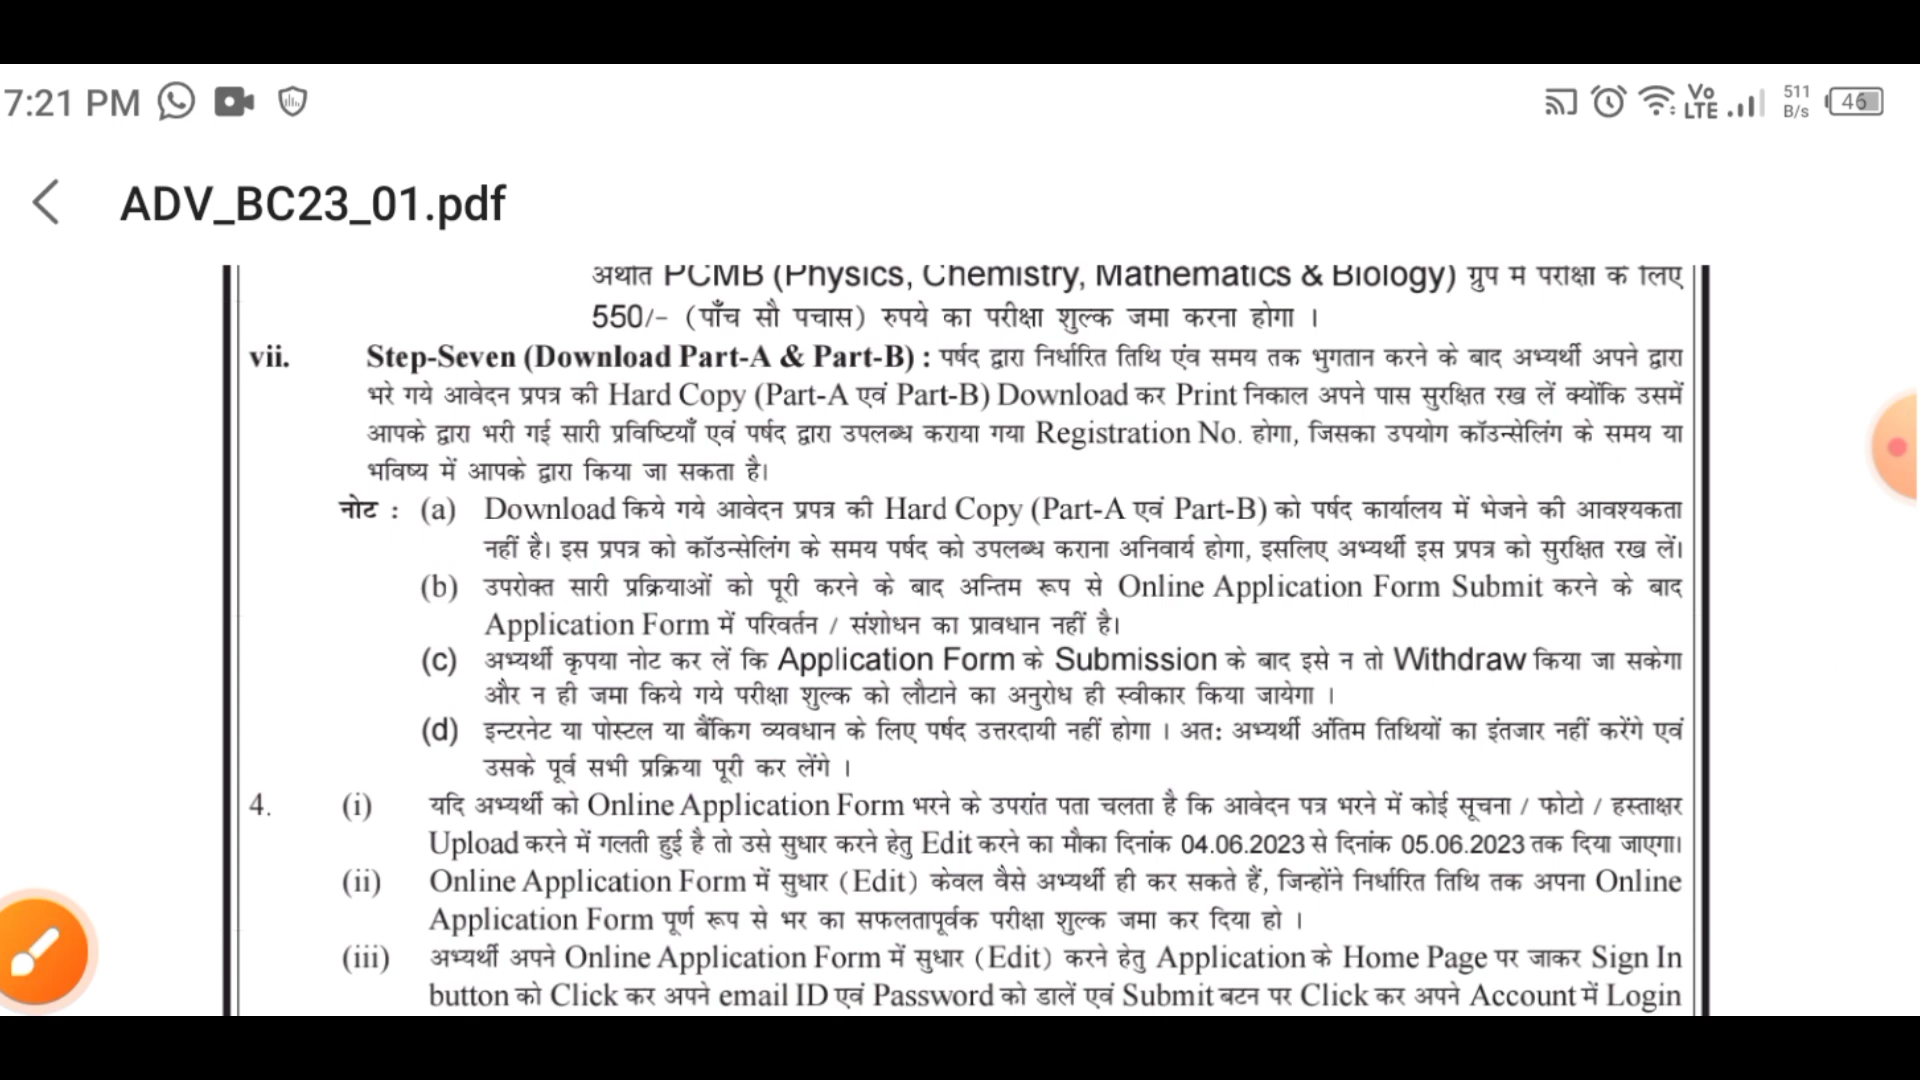 7:21 PM
Vo LTE
511 B/s
46
ADV_BC23_01.pdf
अर्थात PCMB (Physics, Chemistry, Mathematics & Biology) ग्रुप में परीक्षा के लिए
550/- (पाँच सौ पचास) रुपये का परीक्षा शुल्क जमा करना होगा ।
vii. Step-Seven (Download Part-A & Part-B) : पर्षद द्वारा निर्धारित तिथि एंव समय तक भुगतान करने के बाद अभ्यर्थी अपने द्वारा
भरे गये आवेदन प्रपत्र की Hard Copy (Part-A एवं Part-B) Download कर Print निकाल अपने पास सुरक्षित रख लें क्योंकि उसमें
आपके द्वारा भरी गई सारी प्रविष्टियाँ एवं पर्षद द्वारा उपलब्ध कराया गया Registration No. होगा, जिसका उपयोग कॉउन्सेलिंग के समय या
भविष्य में आपके द्वारा किया जा सकता है।
नोट : (a) Download किये गये आवेदन प्रपत्र की Hard Copy (Part-A एवं Part-B) को पर्षद कार्यालय में भेजने की आवश्यकता
नहीं है। इस प्रपत्र को कॉउन्सेलिंग के समय पर्षद को उपलब्ध कराना अनिवार्य होगा, इसलिए अभ्यर्थी इस प्रपत्र को सुरक्षित रख लें।
(b) उपरोक्त सारी प्रक्रियाओं को पूरी करने के बाद अन्तिम रूप से Online Application Form Submit करने के बाद
Application Form में परिवर्तन / संशोधन का प्रावधान नहीं है।
(c) अभ्यर्थी कृपया नोट कर लें कि Application Form के Submission के बाद इसे न तो Withdraw किया जा सकेगा
और न ही जमा किये गये परीक्षा शुल्क को लौटाने का अनुरोध ही स्वीकार किया जायेगा ।
(d) इन्टरनेट या पोस्टल या बैंकिग व्यवधान के लिए पर्षद उत्तरदायी नहीं होगा । अत: अभ्यर्थी अंतिम तिथियों का इंतजार नहीं करेंगे एवं
उसके पूर्व सभी प्रक्रिया पूरी कर लेंगे ।
4. (i) यदि अभ्यर्थी को Online Application Form भरने के उपरांत पता चलता है कि आवेदन पत्र भरने में कोई सूचना / फोटो / हस्ताक्षर
Upload करने में गलती हुई है तो उसे सुधार करने हेतु Edit करने का मौका दिनांक 04.06.2023 से दिनांक 05.06.2023 तक दिया जाएगा।
(ii) Online Application Form में सुधार (Edit) केवल वैसे अभ्यर्थी ही कर सकते हैं, जिन्होंने निर्धारित तिथि तक अपना Online
Application Form पूर्ण रूप से भर का सफलतापूर्वक परीक्षा शुल्क जमा कर दिया हो ।
(iii) अभ्यर्थी अपने Online Application Form में सुधार (Edit) करने हेतु Application के Home Page पर जाकर Sign In
button को Click कर अपने email ID एवं Password को डालें एवं Submit बटन पर Click कर अपने Account में Login